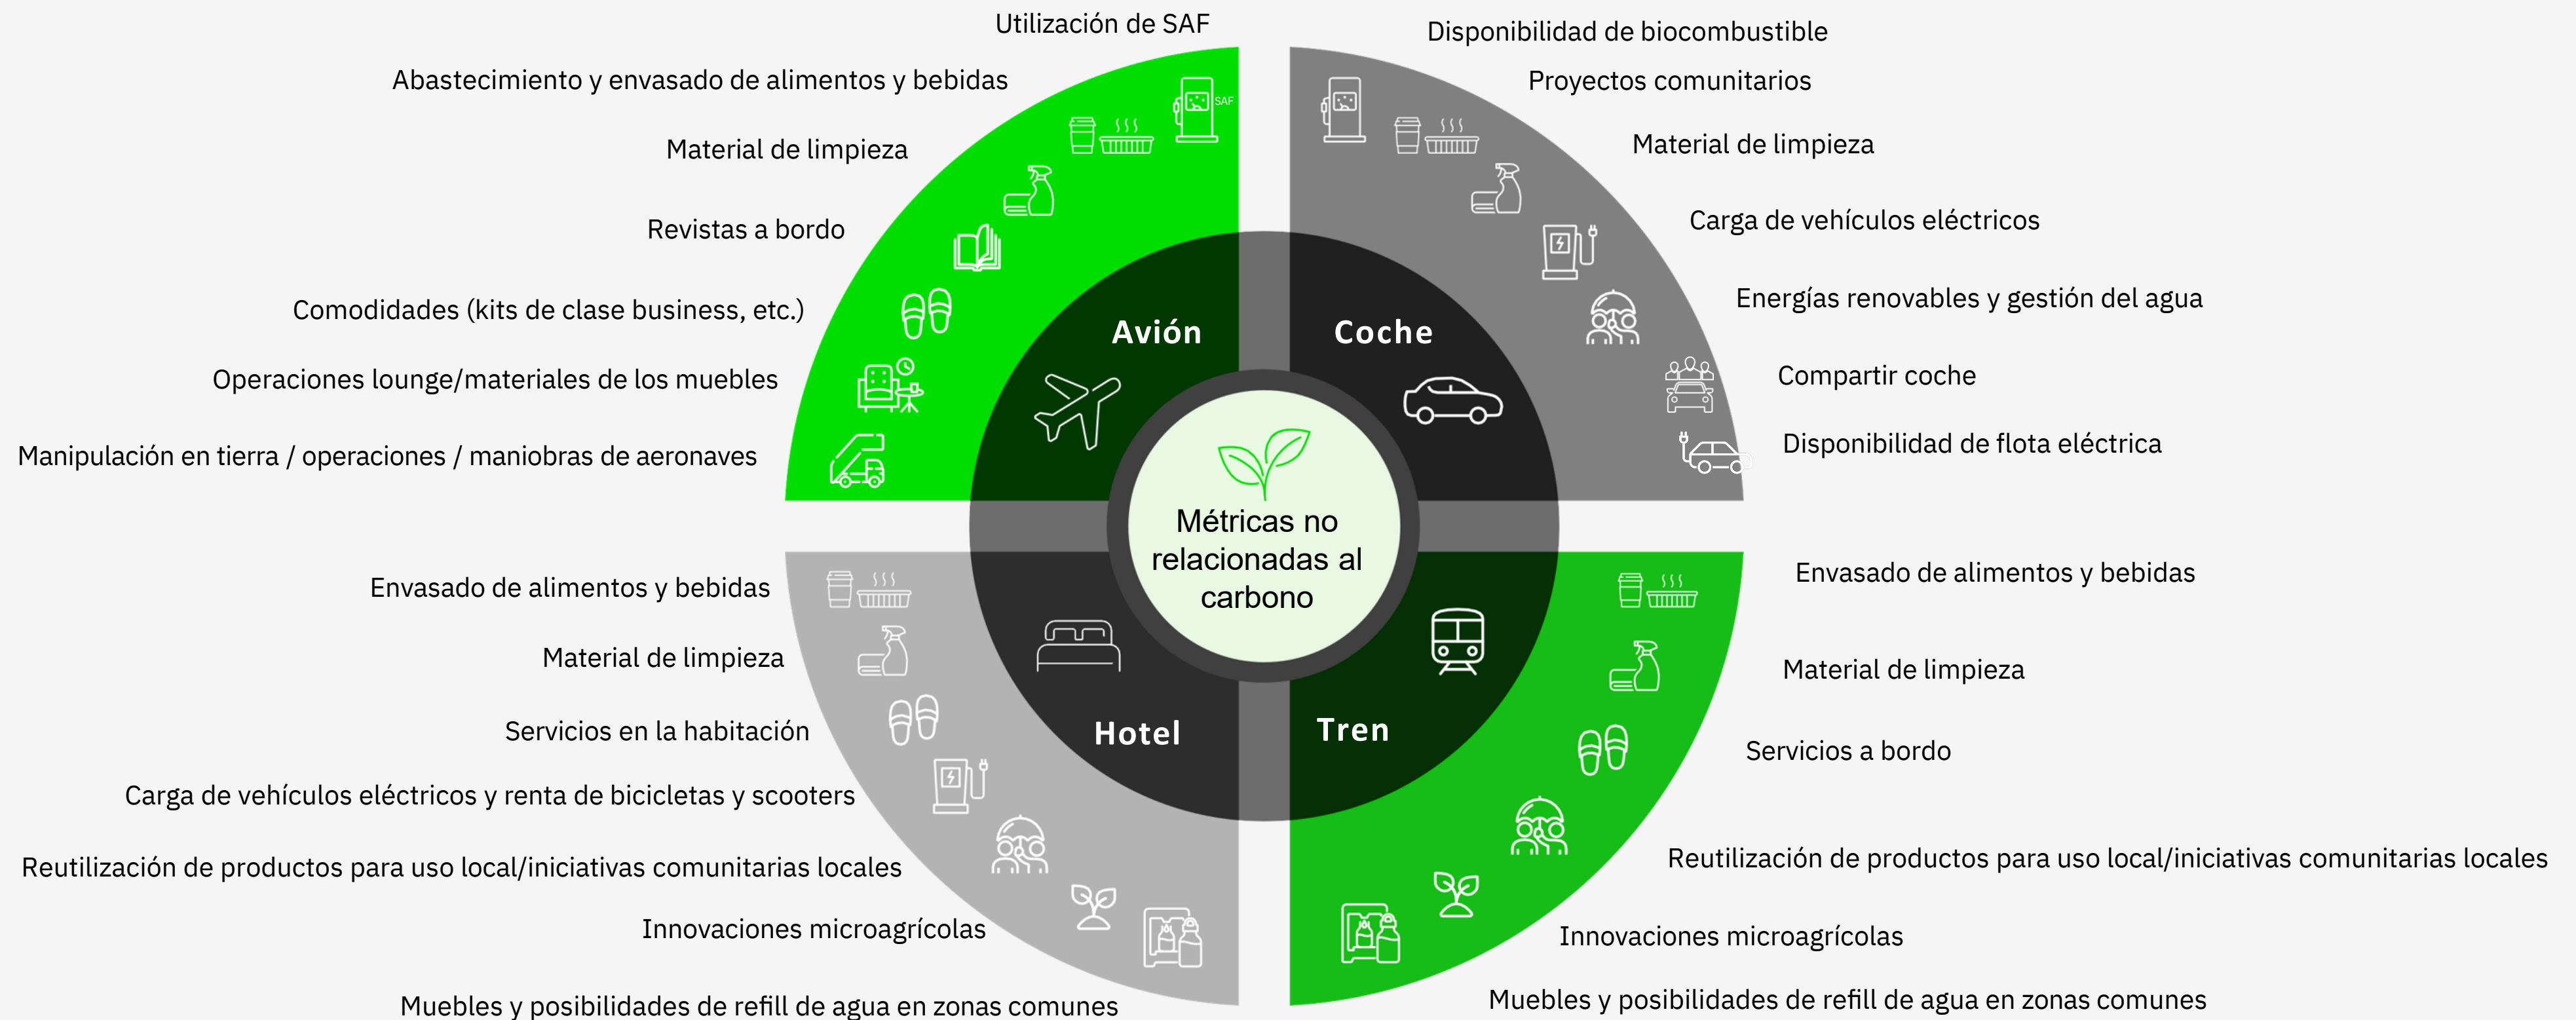 Utilización de SAF
Abastecimiento y envasado de alimentos y bebidas
Material de limpieza
Revistas a bordo
Comodidades (kits de clase business, etc.)
Operaciones lounge/materiales de los muebles
Manipulación en tierra / operaciones / maniobras de aeronaves
SAF
Avión
Disponibilidad de biocombustible
Proyectos comunitarios
Material de limpieza
Carga de vehículos eléctricos
Energías renovables y gestión del agua
Compartir coche
Disponibilidad de flota eléctrica
Coche
Métricas no
relacionadas al
carbono
Envasado de alimentos y bebidas
Material de limpieza
Servicios en la habitación
Carga de vehículos eléctricos y renta de bicicletas y scooters
Reutilización de productos para uso local/iniciativas comunitarias locales
Innovaciones microagrícolas
Muebles y posibilidades de refill de agua en zonas comunes
Hotel
Tren
Envasado de alimentos y bebidas
Material de limpieza
Servicios a bordo
Reutilización de productos para uso local/iniciativas comunitarias locales
Innovaciones microagrícolas
Muebles y posibilidades de refill de agua en zonas comunes